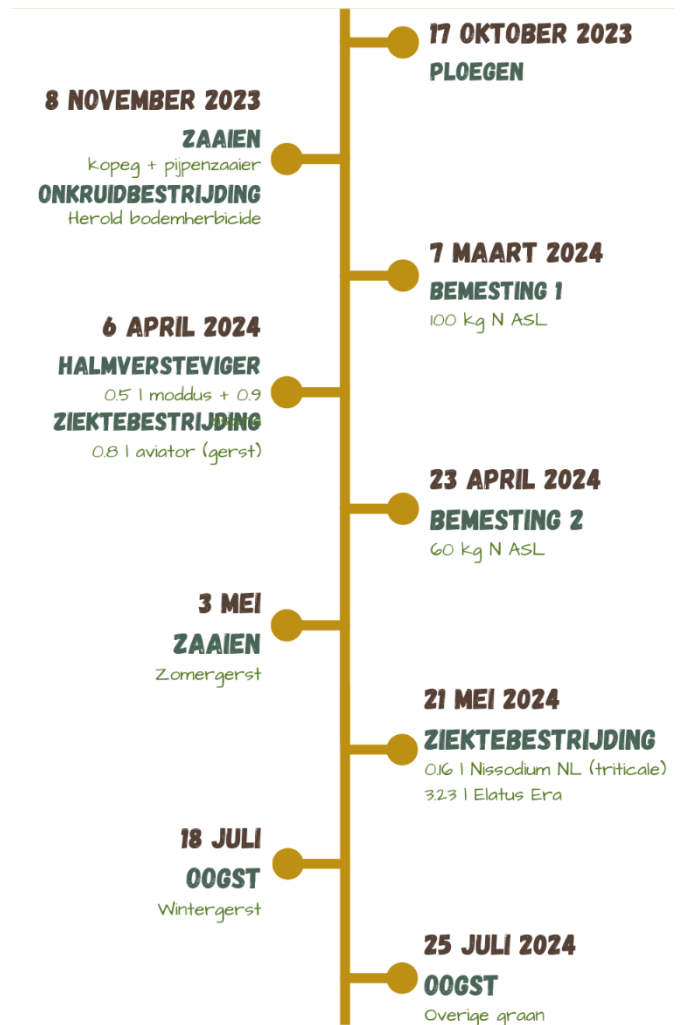 17 OKTOBER 2023
PLOEGEN
8 NOVEMBER 2023
ZAAIEN
kopeg + pijpenzaaier
ONKRUIDBESTRIJDING
Herold bodemherbicide
7 MAART 2024
BEMESTING 1
100 kg N ASL
6 APRIL 2024
HALMVERSTEVIGER
0.5 l moddus + 0.9
ZIEKTEBESTRIJDING
0.8 l aviator (gerst)
23 APRIL 2024
BEMESTING 2
60 kg N ASL
3 MEI
ZAAIEN
Zomergerst
21 MEI 2024
ZIEKTEBESTRIJDING
0.16 l Nissodium NL (triticale)
3.23 l Elatus Era
18 JULI
OOGST
Wintergerst
25 JULI 2024
OOGST
Overige graan